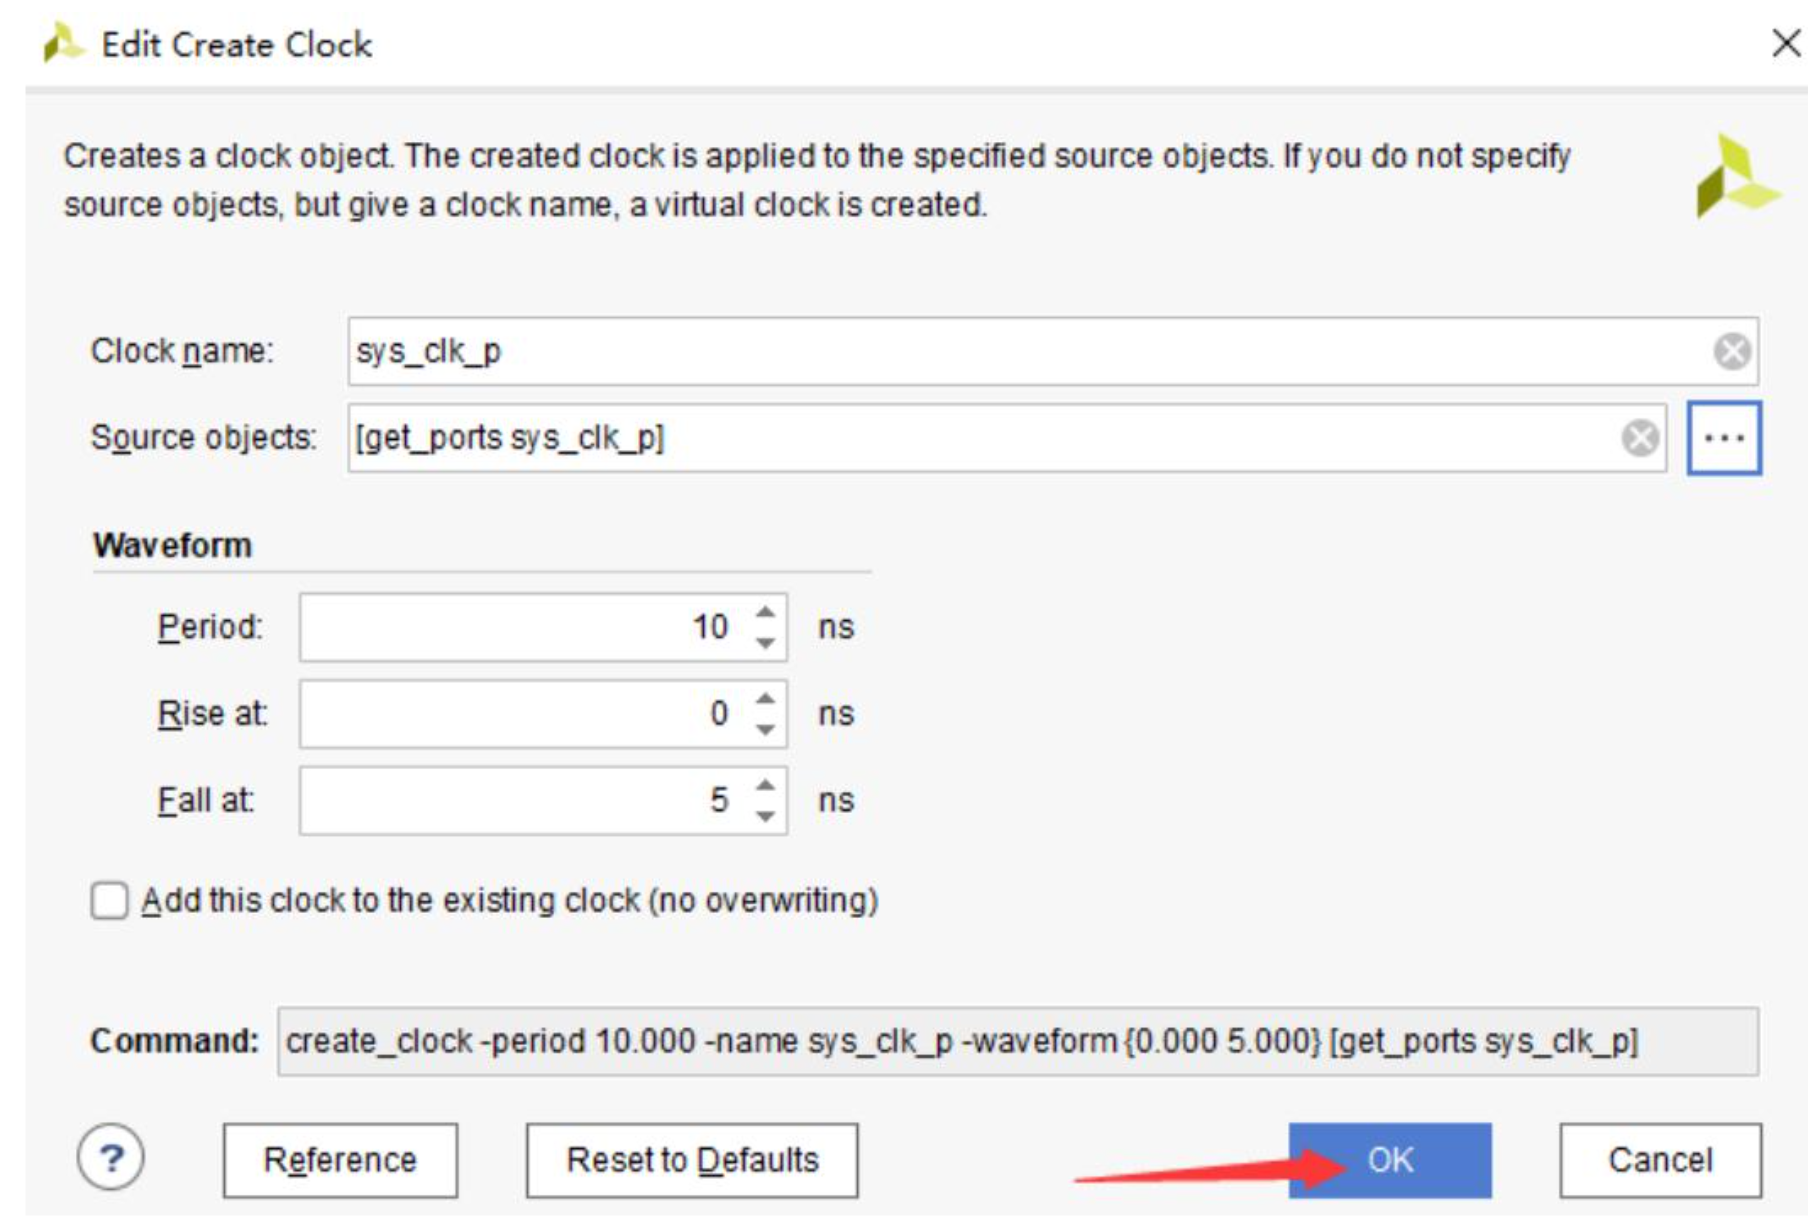 Edit Create Clock
Creates a clock object. The created clock is applied to the specified source objects. If you do not specify
source objects, but give a clock name, a virtual clock is created.
Clock name: sys_clk_p
Source objects: [get_ports sys_clk_p] ...
Waveform
Period: 10 ns
Rise at: 0 ns
Fall at: 5 ns
Add this clock to the existing clock (no overwriting)
Command: create_clock -period 10.000 -name sys_clk_p -waveform {0.000 5.000} [get_ports sys_clk_p]
? Reference Reset to Defaults OK Cancel